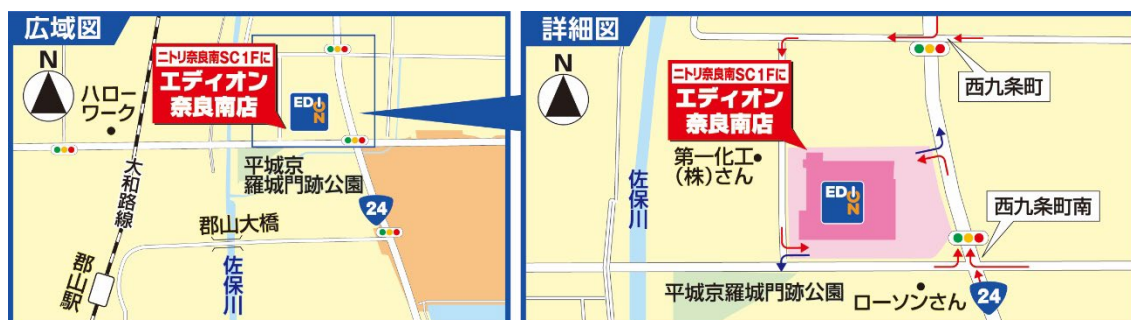 広域図
N
ニトリ奈良南SC1Fに
エディオン
奈良南店
EDION
ハロー
ワーク
大和路線
平城京
羅城門跡公園
24
郡山大橋
佐保川
郡山駅
詳細図
N
ニトリ奈良南SC1Fに
エディオン
奈良南店
西九条町
第一化工
(株)さん
佐保川
EDION
西九条町南
平城京羅城門跡公園
ローソンさん
24